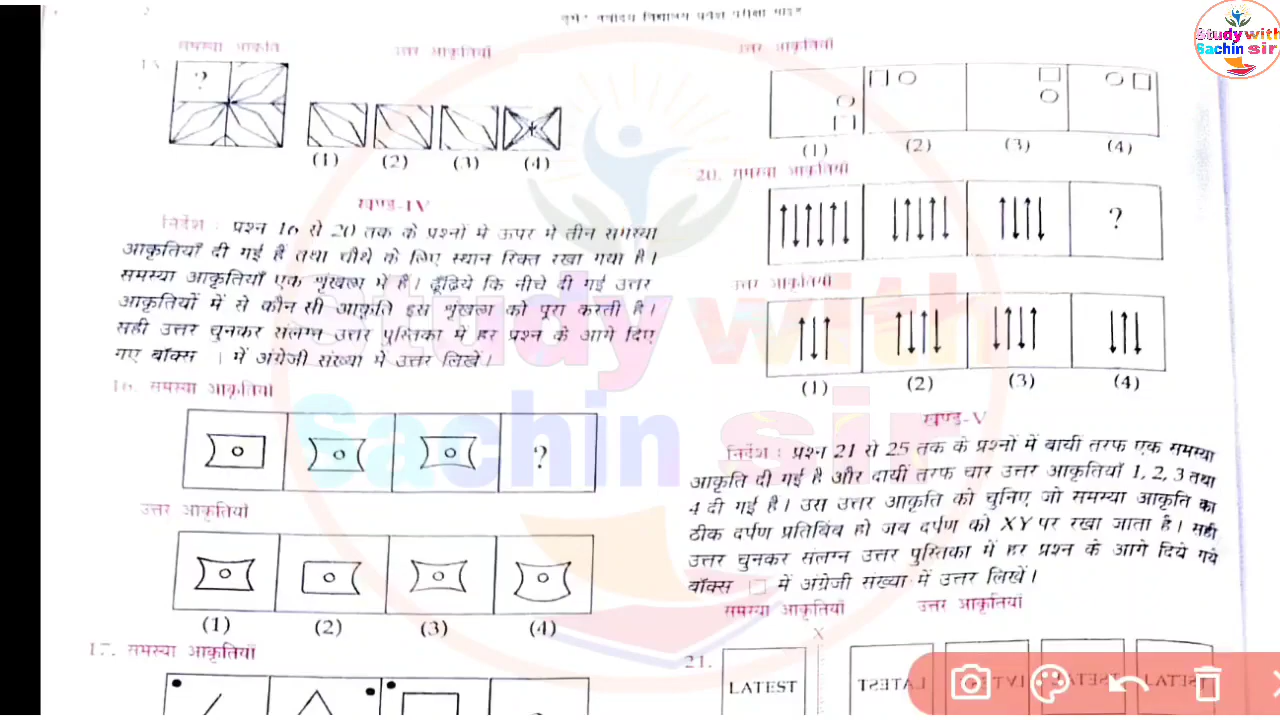 समस्या आकृति उत्तर आकृतियाँ
15.
?
(1) (2) (3) (4)
खण्ड-IV
निर्देश : प्रश्न 16 से 20 तक के प्रश्नों में ऊपर में तीन समस्या
आकृतियाँ दी गई हैं तथा चौथे के लिए स्थान रिक्त रखा गया है।
समस्या आकृतियाँ एक शृंखला में हैं। ढूँढ़िये कि नीचे दी गई उत्तर
आकृतियों में से कौन सी आकृति इस शृंखला को पूरा करती है।
सही उत्तर चुनकर संलग्न उत्तर पुस्तिका में हर प्रश्न के आगे दिए
गए बॉक्स में अंग्रेजी संख्या में उत्तर लिखें।
16. समस्या आकृतियाँ
?
उत्तर आकृतियाँ
(1) (2) (3) (4)
17. समस्या आकृतियाँ
उत्तर आकृतियाँ
(1) (2) (3) (4)
20. समस्या आकृतियाँ
?
उत्तर आकृतियाँ
(1) (2) (3) (4)
खण्ड-V
निर्देश : प्रश्न 21 से 25 तक के प्रश्नों में बायीं तरफ एक समस्या
आकृति दी गई है और दायीं तरफ चार उत्तर आकृतियाँ 1, 2, 3 तथा
4 दी गई है। उस उत्तर आकृति को चुनिए जो समस्या आकृति का
ठीक दर्पण प्रतिबिंब हो जब दर्पण को XY पर रखा जाता है। सही
उत्तर चुनकर संलग्न उत्तर पुस्तिका में हर प्रश्न के आगे दिये गये
बॉक्स □ में अंग्रेजी संख्या में उत्तर लिखें।
समस्या आकृतियाँ उत्तर आकृतियाँ
X
21.
LATEST
Study with
Sachin sir
Study with
Sachin sir